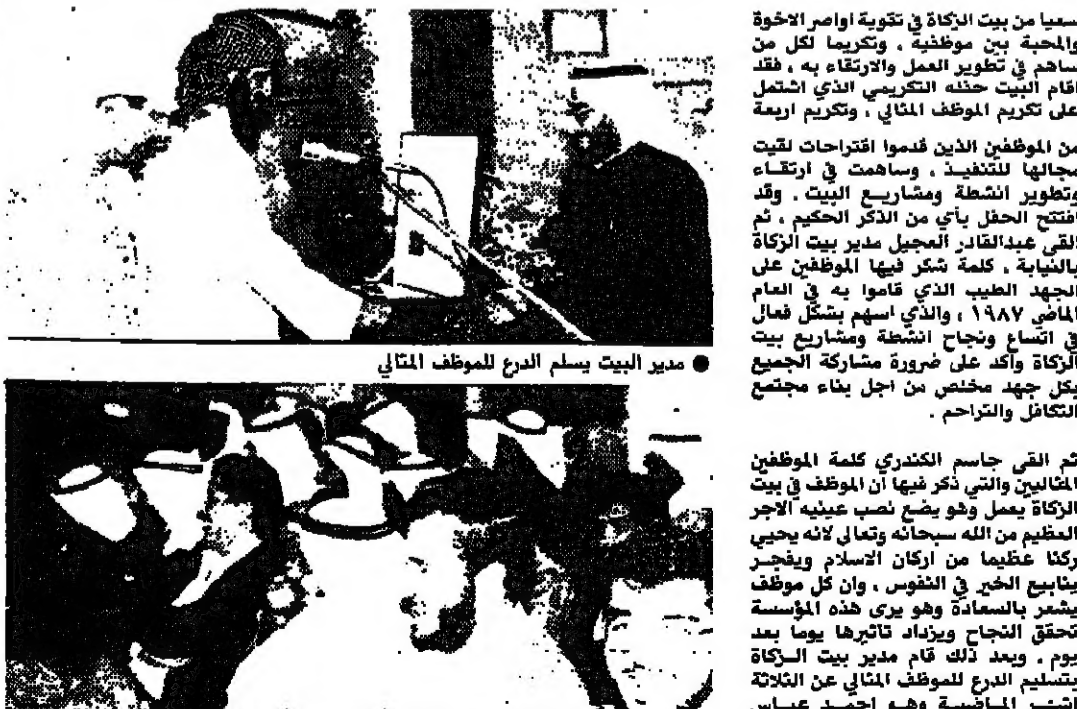 سعيا من بيت الزكاة في تقوية اواصر الاخوة
والمحبة بين موظفيه ، وتكريما لكل من
ساهم في تطوير العمل والارتقاء به ، فقد
اقام البيت حفله التكريمي الذي اشتمل
على تكريم الموظف المثالي ، وتكريم اربعة
من الموظفين الذين قدموا اقتراحات لقيت
مجالها للتنفيذ ، وساهمت في ارتقاء
وتطوير انشطة ومشاريع البيت . وقد
افتتح الحفل بأي من الذكر الحكيم ، ثم
القى عبدالقادر العجيل مدير بيت الزكاة
بالنيابة ، كلمة شكر فيها الموظفين على
الجهد الطيب الذي قاموا به في العام
الماضي ١٩٨٧ ، والذي اسهم بشكل فعال
في اتساع ونجاح انشطة ومشاريع بيت
الزكاة واكد على ضرورة مشاركة الجميع
بكل جهد مخلص من اجل بناء مجتمع
التكافل والتراحم .
ثم القى جاسم الكندري كلمة الموظفين
المثاليين والتي ذكر فيها ان الموظف في بيت
الزكاة يعمل وهو يضع نصب عينيه الاجر
العظيم من الله سبحانه وتعالى لانه يحيي
ركنا عظيما من اركان الاسلام ويفجر
ينابيع الخير في النفوس ، وان كل موظف
يشعر بالسعادة وهو يرى هذه المؤسسة
تحقق النجاح ويزداد تاثيرها يوما بعد
يوم . وبعد ذلك قام مدير بيت الزكاة
بتسليم الدرع للموظف المثالي عن الثلاثة
اشهر الماضية وهو احمد عباس
● مدير البيت يسلم الدرع للموظف المثالي